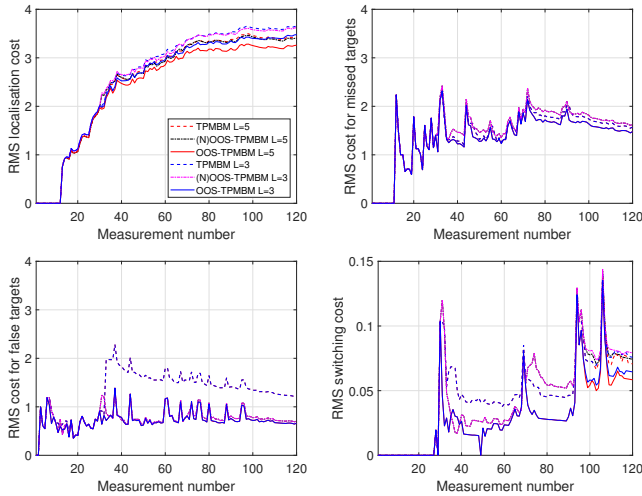 RMS localisation cost
4
3
2
1
0
TPMBM L=5
(N)OOS-TPMBM L=5
OOS-TPMBM L=5
TPMBM L=3
(N)OOS-TPMBM L=3
OOS-TPMBM L=3
20 40 60 80 100 120
Measurement number
RMS cost for missed targets
4
3
2
1
0
20 40 60 80 100 120
Measurement number
RMS cost for false targets
4
3
2
1
0
20 40 60 80 100 120
Measurement number
RMS switching cost
0.15
0.1
0.05
0
20 40 60 80 100 120
Measurement number